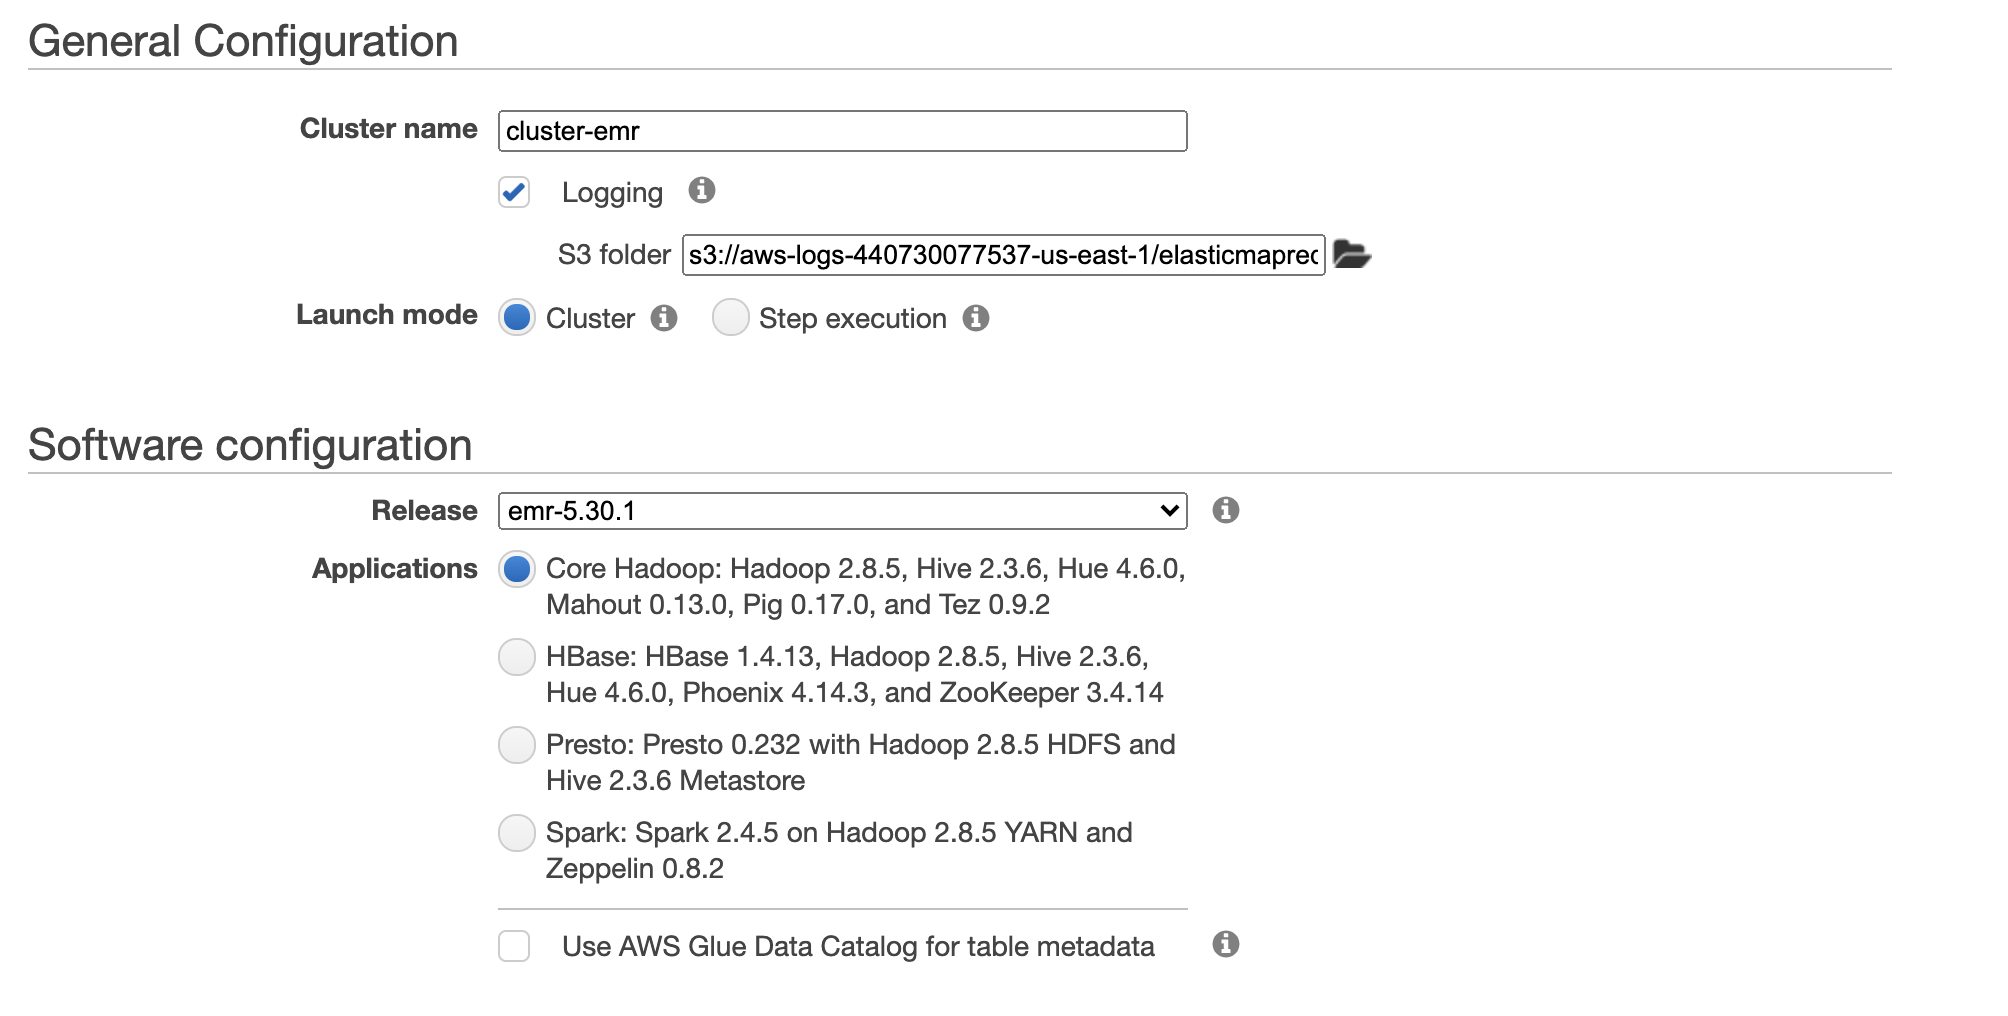 General Configuration
Cluster name cluster-emr
Logging
S3 folder s3://aws-logs-440730077537-us-east-1/elasticmaprec
Launch mode Cluster Step execution
Software configuration
Release emr-5.30.1
Applications Core Hadoop: Hadoop 2.8.5, Hive 2.3.6, Hue 4.6.0,
Mahout 0.13.0, Pig 0.17.0, and Tez 0.9.2
HBase: HBase 1.4.13, Hadoop 2.8.5, Hive 2.3.6,
Hue 4.6.0, Phoenix 4.14.3, and ZooKeeper 3.4.14
Presto: Presto 0.232 with Hadoop 2.8.5 HDFS and
Hive 2.3.6 Metastore
Spark: Spark 2.4.5 on Hadoop 2.8.5 YARN and
Zeppelin 0.8.2
Use AWS Glue Data Catalog for table metadata